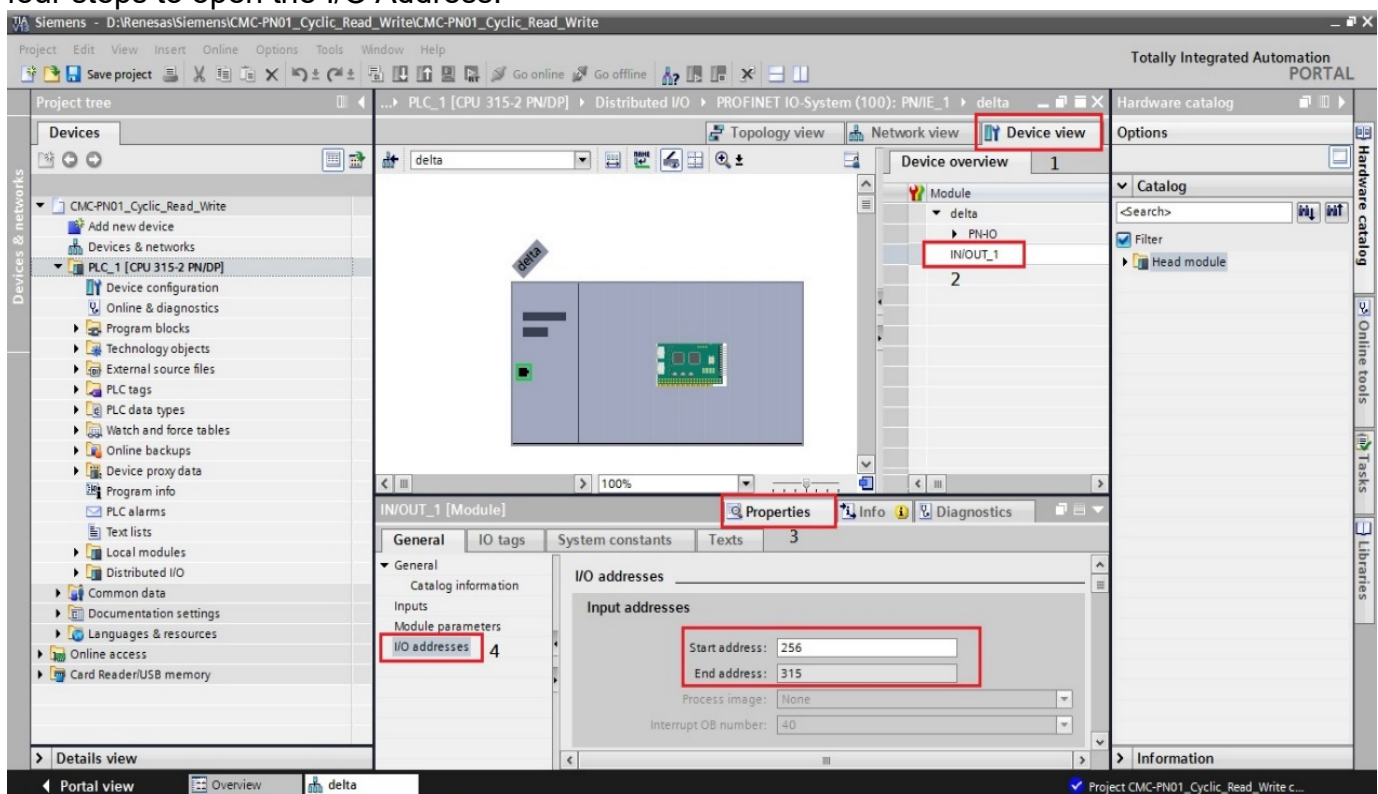 four steps to open the I/O Address.
Siemens - D:\Renesas\Siemens\CMC-PN01_Cyclic_Read_Write\CMC-PN01_Cyclic_Read_Write
Project Edit View Insert Online Options Tools Window Help
Totally Integrated Automation
PORTAL
Save project Go online Go offline
Project tree
...PLC_1 [CPU 315-2 PN/DP] Distributed I/O PROFINET IO-System (100): PN/IE_1 delta
Hardware catalog
Devices
Topology view Network view Device view
Options
delta
Device overview 1
Catalog
Module
<Search>
delta
Filter
PN-IO
Head module
IN/OUT_1
2
CMC-PN01_Cyclic_Read_Write
Add new device
Devices & networks
PLC_1 [CPU 315-2 PN/DP]
Device configuration
Online & diagnostics
Program blocks
Technology objects
External source files
PLC tags
PLC data types
Watch and force tables
Online backups
Device proxy data
Program info
PLC alarms
Text lists
Local modules
Distributed I/O
Common data
Documentation settings
Languages & resources
Online access
Card Reader/USB memory
Details view
delta
100%
IN/OUT_1 [Module]
Properties Info Diagnostics
3
General IO tags System constants Texts
General
Catalog information
Inputs
Module parameters
I/O addresses 4
I/O addresses
Input addresses
Start address: 256
End address: 315
Process image: None
Interrupt OB number: 40
Information
Devices & networks
Hardware catalog
Online tools
Tasks
Libraries
Portal view Overview delta
Project CMC-PN01_Cyclic_Read_Write c...